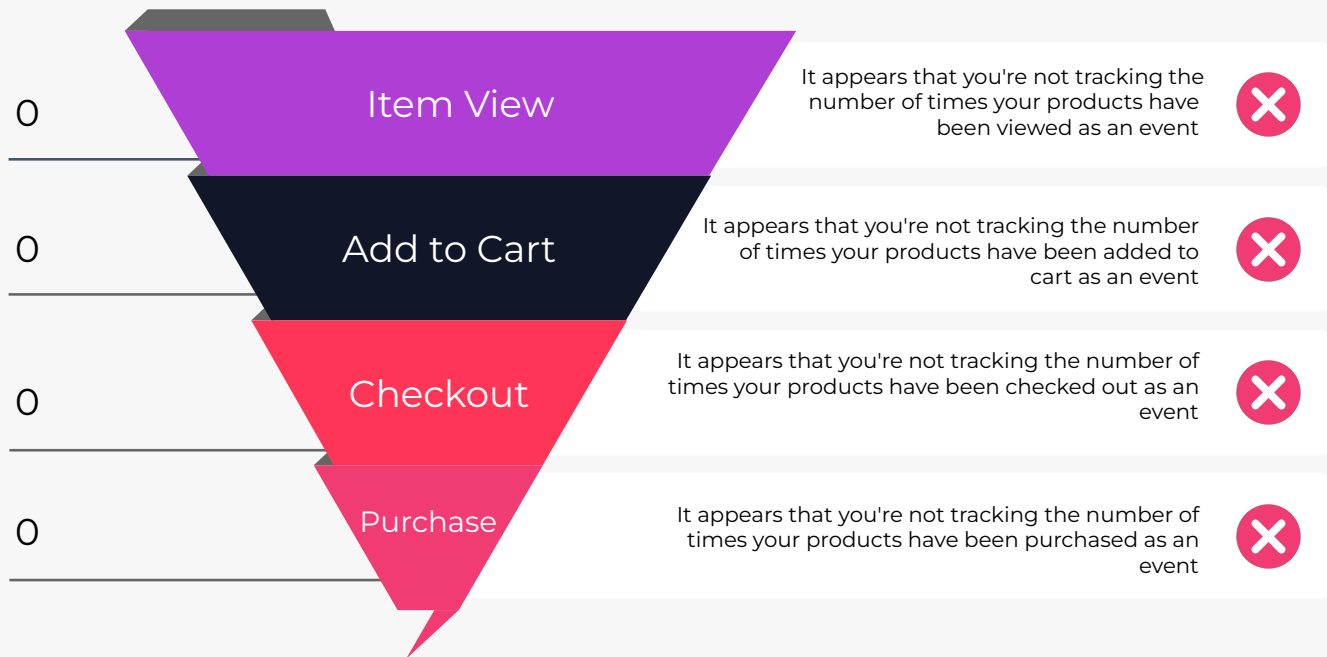 0
Item View
It appears that you're not tracking the
number of times your products have
been viewed as an event
0
Add to Cart
It appears that you're not tracking the number
of times your products have been added to
cart as an event
0
Checkout
It appears that you're not tracking the number of
times your products have been checked out as an
event
0
Purchase
It appears that you're not tracking the number of
times your products have been purchased as an
event